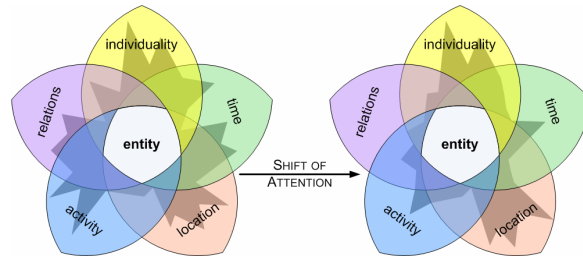 individuality
relations
time
entity
activity
location
SHIFT OF
ATTENTION
individuality
relations
time
entity
activity
location